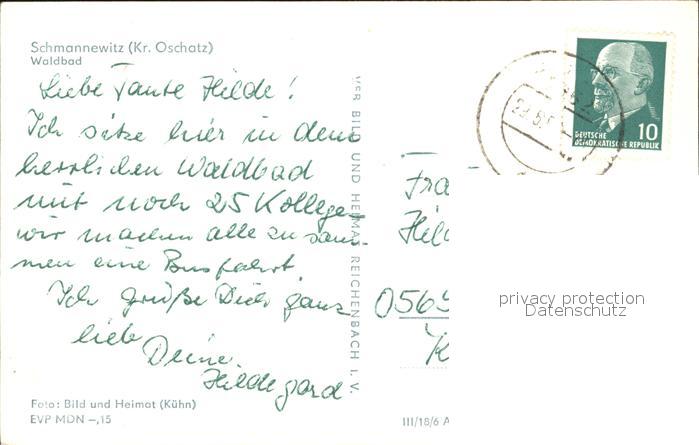 Schmannewitz (Kr. Oschatz)
Waldbad
Liebe Tante Hilde!
Ich sitze hier in dem
herrlichen Waldbad
mit noch 25 Kollegen
wir machen alle zusam-
men eine Busfahrt.
Ich grüße Dich ganz
lieb
Deine
Hildegard
Foto: Bild und Heimat (Kühn)
EVP MDN –,15
VEB BILD UND HEIMAT REICHENBACH I. V.
III/18/6 A
DEUTSCHE
DEMOKRATISCHE REPUBLIK
10
Fra
Hild
0569
K
privacy protection
Datenschutz